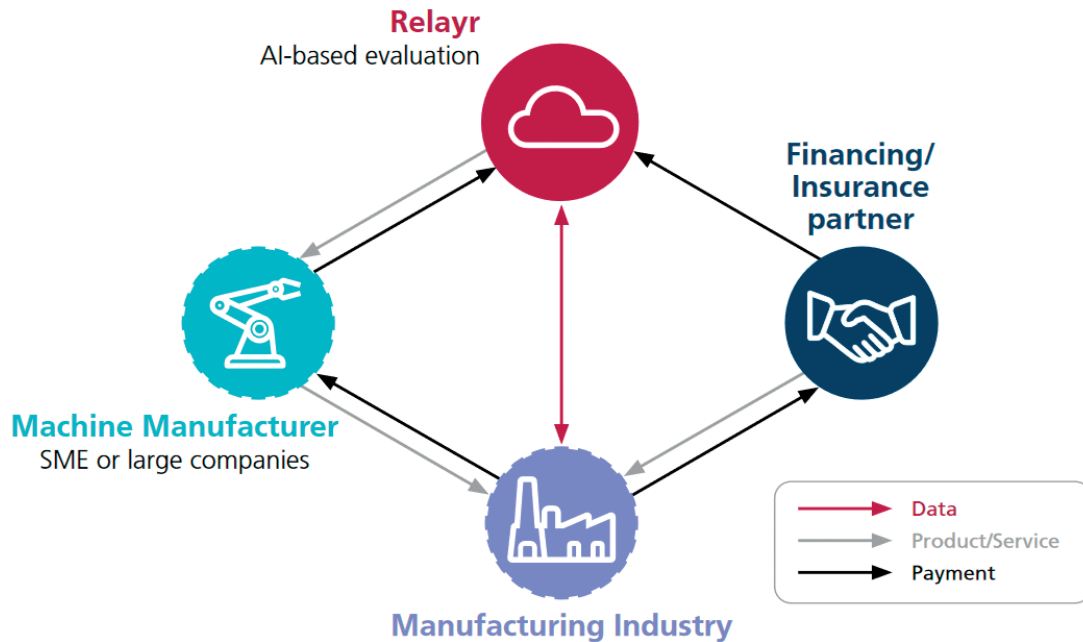 Relayr
AI-based evaluation
Financing/
Insurance
partner
Machine Manufacturer
SME or large companies
Manufacturing Industry
Data
Product/Service
Payment